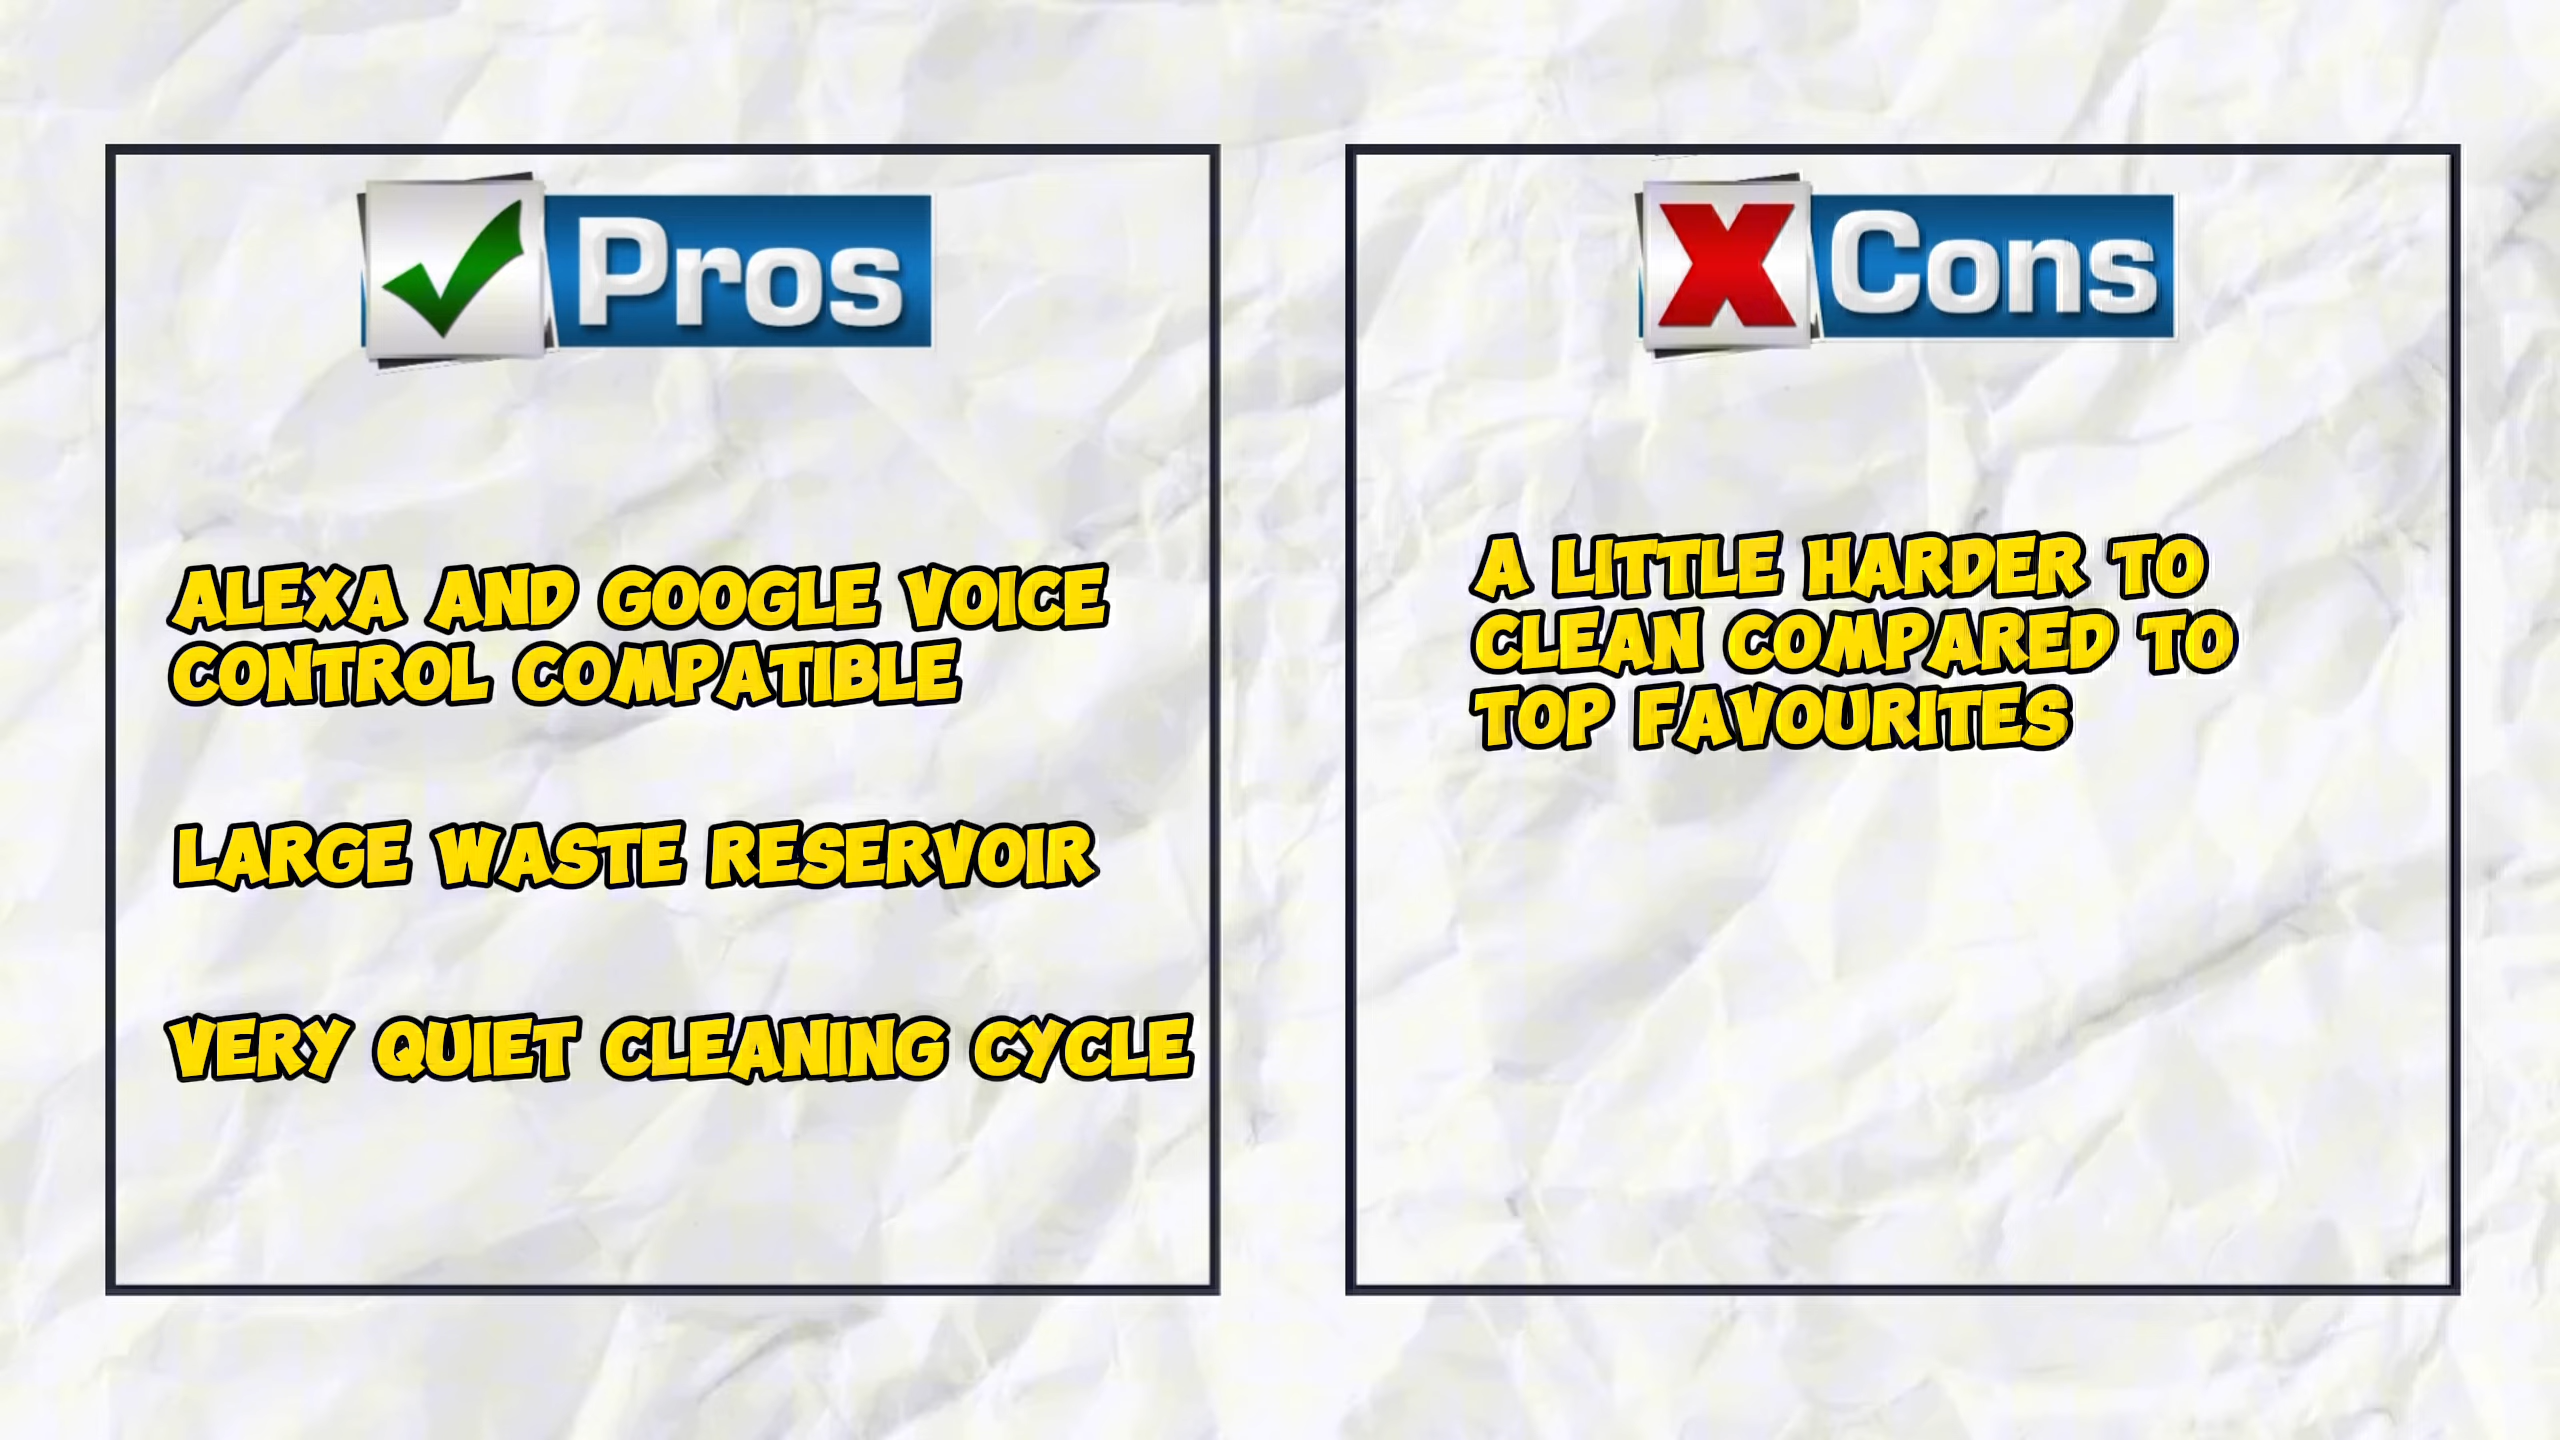 Pros
ALEXA AND GOOGLE VOICE
CONTROL COMPATIBLE
LARGE WASTE RESERVOIR
VERY QUIET CLEANING CYCLE
X Cons
A LITTLE HARDER TO
CLEAN COMPARED TO
TOP FAVOURITES